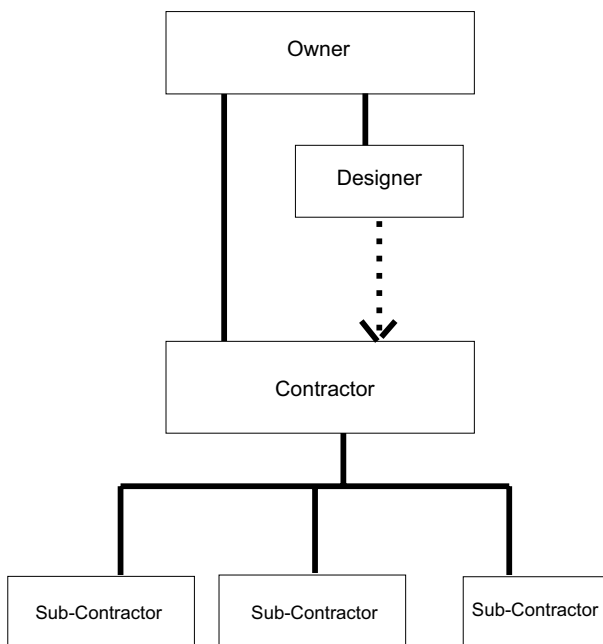 Owner
Designer
Contractor
Sub-Contractor
Sub-Contractor
Sub-Contractor